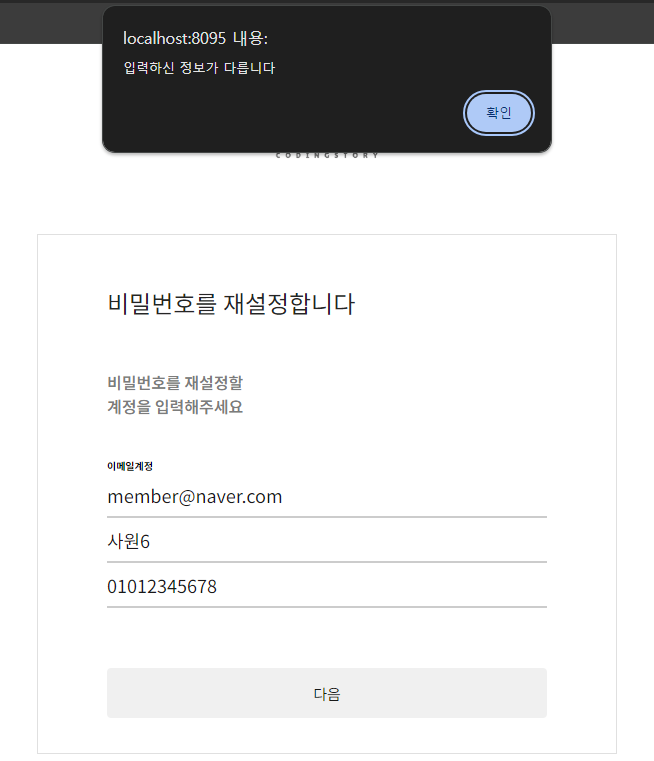 localhost:8095 내용:
입력하신 정보가 다릅니다
확인
CODINGSTORY
비밀번호를 재설정합니다
비밀번호를 재설정할
계정을 입력해주세요
이메일계정
member@naver.com
사원6
01012345678
다음